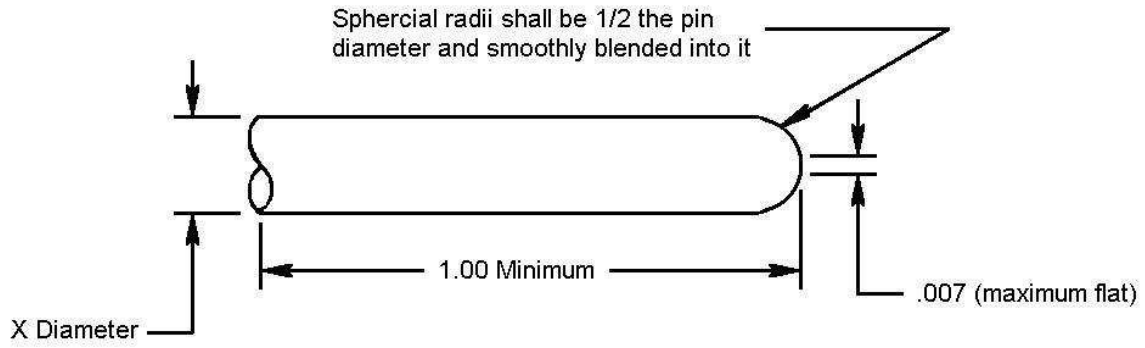 Sphercial radii shall be 1/2 the pin
diameter and smoothly blended into it
1.00 Minimum
.007 (maximum flat)
X Diameter